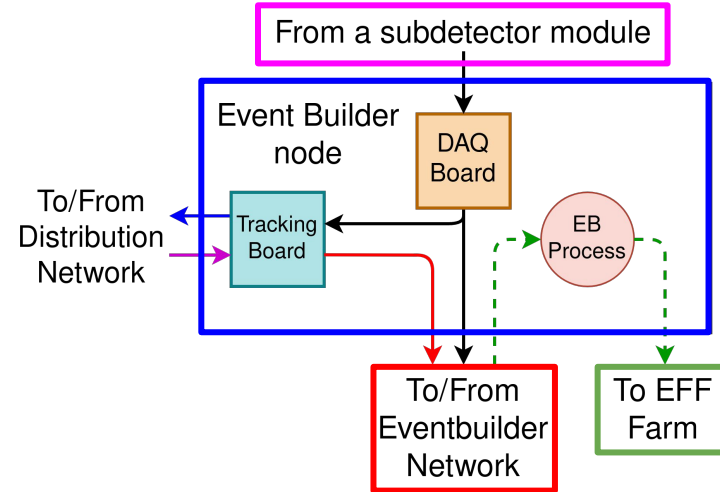 From a subdetector module
Event Builder
node
DAQ
Board
To/From
Distribution
Network
Tracking
Board
EB
Process
To/From
Eventbuilder
Network
To EFF
Farm